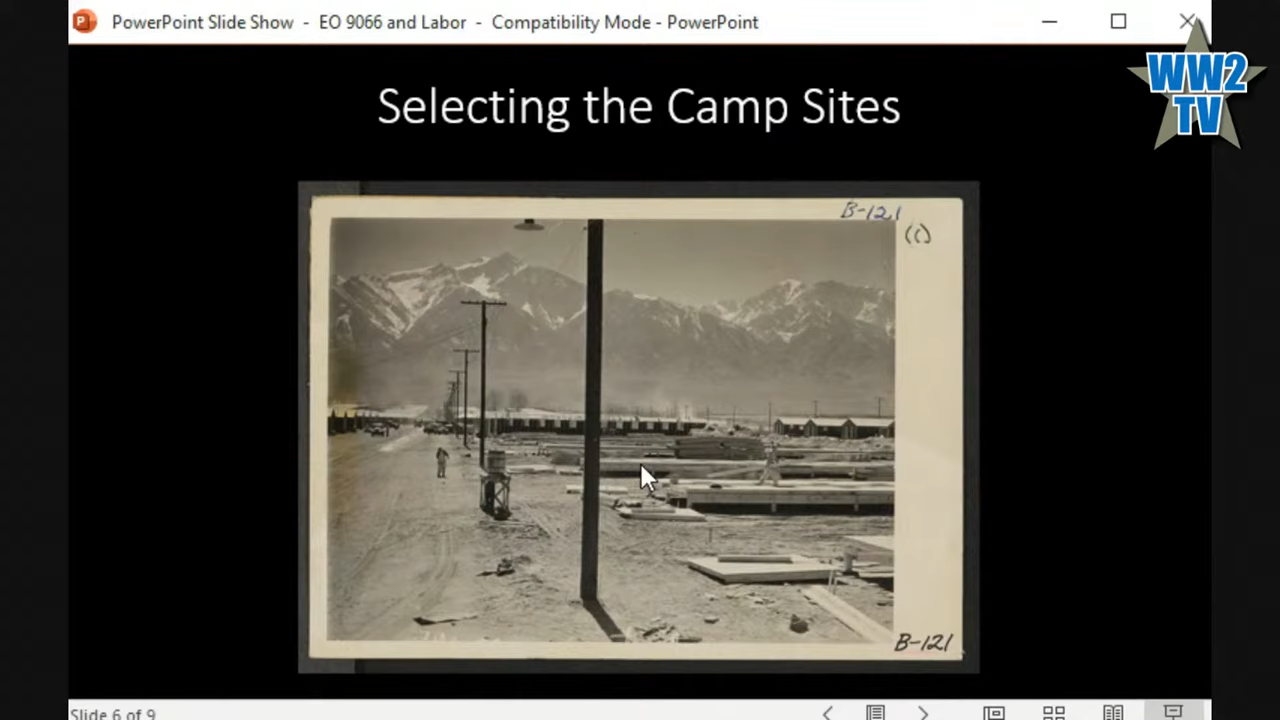 PowerPoint Slide Show - EO 9066 and Labor - Compatibility Mode - PowerPoint
WW2
TV
Selecting the Camp Sites
B-121
(c)
B-121
Slide 6 of 9